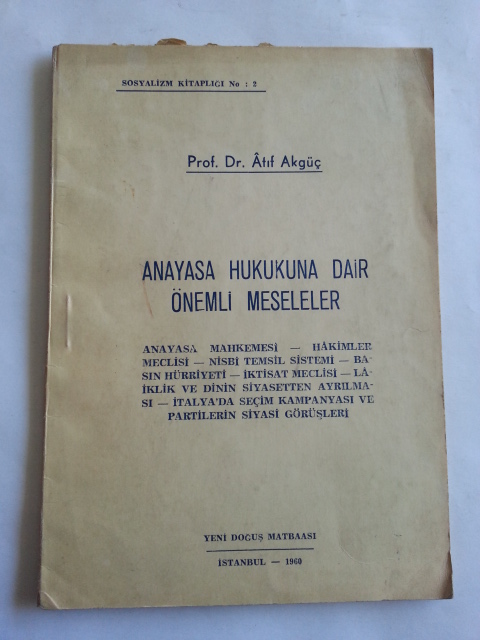 SOSYALİZM KİTAPLIĞI No : 2
Prof. Dr. Âtıf Akgüç
ANAYASA HUKUKUNA DAİR
ÖNEMLİ MESELELER
ANAYASA MAHKEMESİ — HÂKİMLER
MECLİSİ — NİSBİ TEMSİL SİSTEMİ — BA-
SIN HÜRRİYETİ — İKTİSAT MECLİSİ — LÂ-
İKLİK VE DİNİN SİYASETTEN AYRILMA-
SI — İTALYA'DA SEÇİM KAMPANYASI VE
PARTİLERİN SİYASİ GÖRÜŞLERİ
YENİ DOĞUŞ MATBAASI
İSTANBUL — 1960